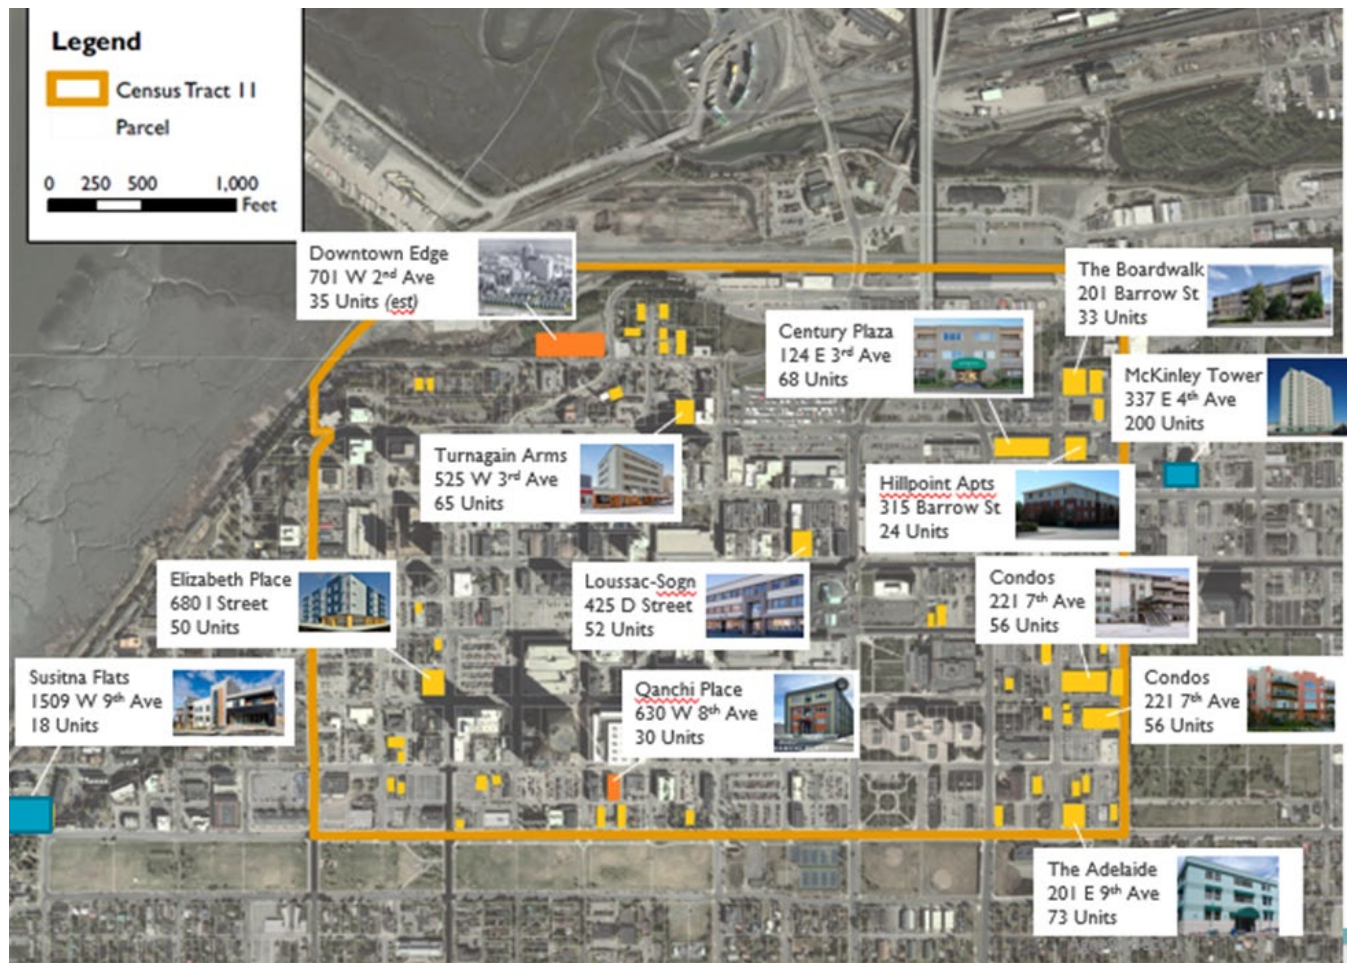 Legend
Census Tract 11
Parcel
0 250 500 1,000
Feet
Downtown Edge
701 W 2nd Ave
35 Units (est)
The Boardwalk
201 Barrow St
33 Units
Century Plaza
124 E 3rd Ave
68 Units
McKinley Tower
337 E 4th Ave
200 Units
Turnagain Arms
525 W 3rd Ave
65 Units
Hillpoint Apts
315 Barrow St
24 Units
Elizabeth Place
680 I Street
50 Units
Loussac-Sogn
425 D Street
52 Units
Condos
221 7th Ave
56 Units
Susitna Flats
1509 W 9th Ave
18 Units
Qanchi Place
630 W 8th Ave
30 Units
Condos
221 7th Ave
56 Units
The Adelaide
201 E 9th Ave
73 Units